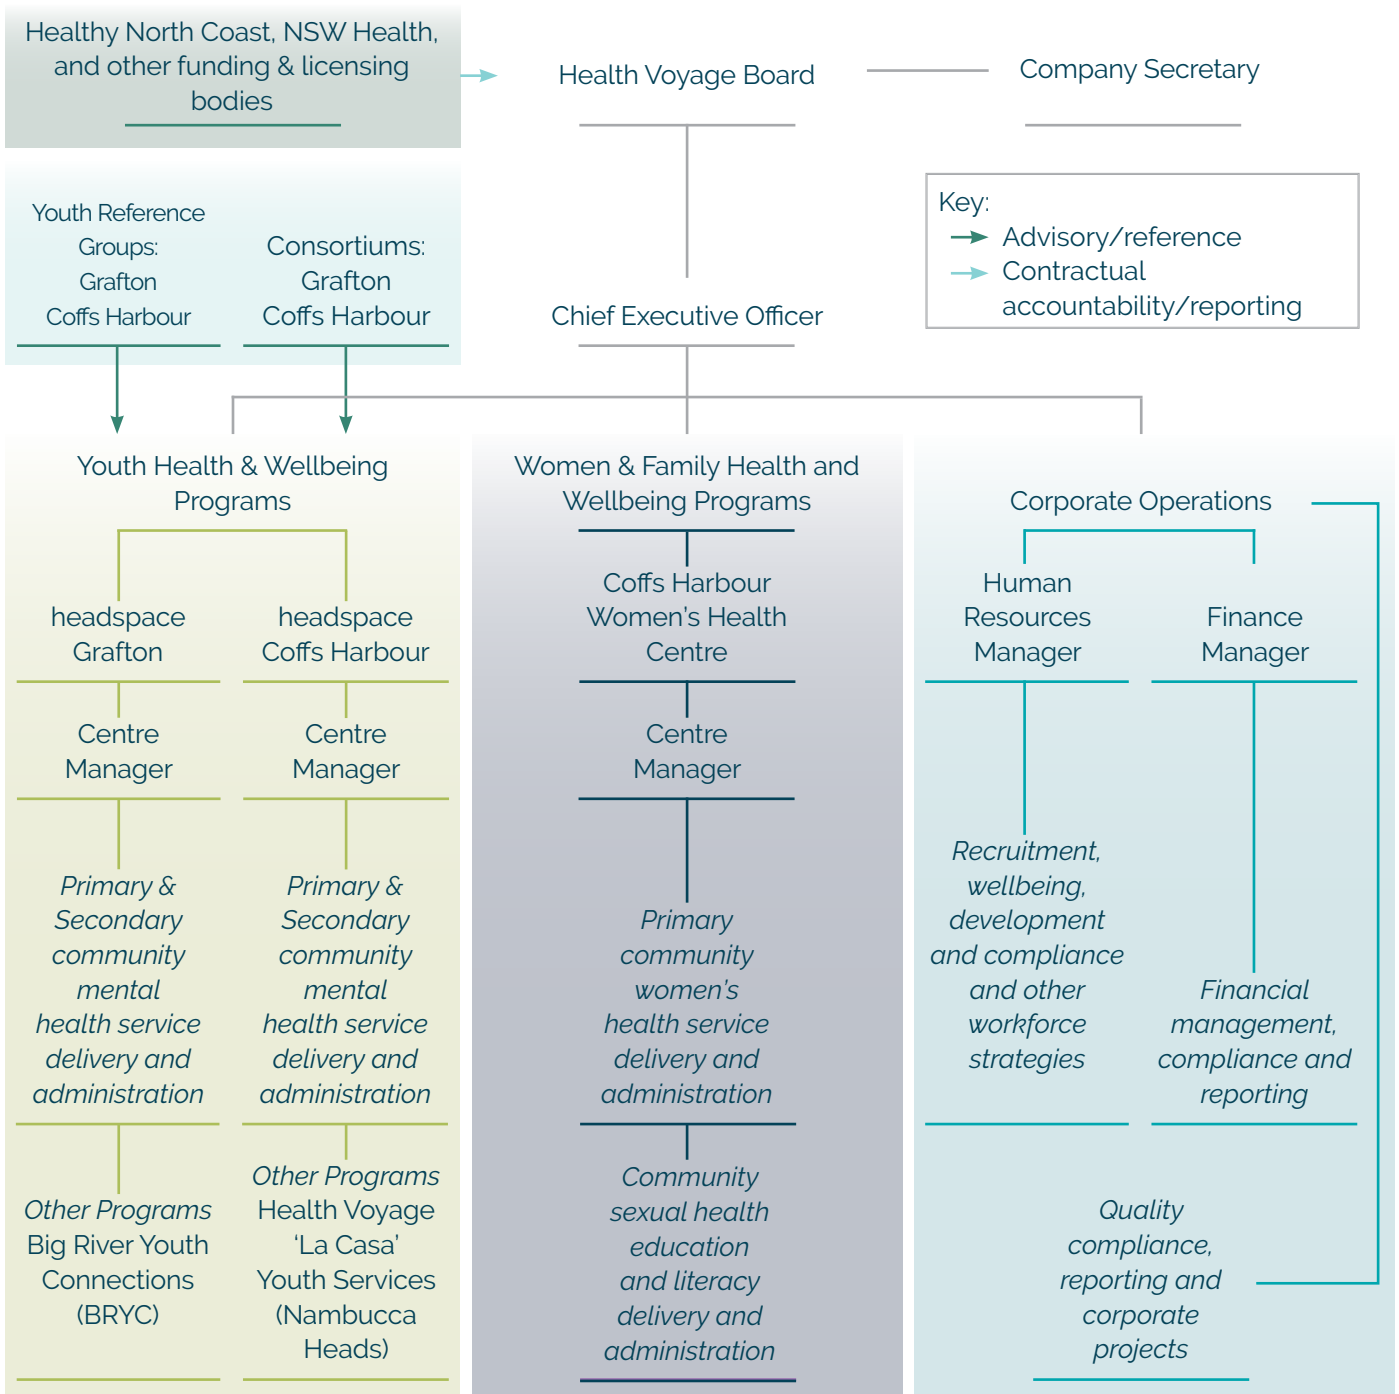 Healthy North Coast, NSW Health,
and other funding & licensing
bodies
Health Voyage Board
Company Secretary
Key:
Advisory/reference
Contractual
accountability/reporting
Youth Reference
Groups:
Grafton
Coffs Harbour
Consortiums:
Grafton
Coffs Harbour
Chief Executive Officer
Youth Health & Wellbeing
Programs
headspace
Grafton
Centre
Manager
Primary &
Secondary
community
mental
health service
delivery and
administration
Other Programs
Big River Youth
Connections
(BRYC)
headspace
Coffs Harbour
Centre
Manager
Primary &
Secondary
community
mental
health service
delivery and
administration
Other Programs
Health Voyage
‘La Casa’
Youth Services
(Nambucca
Heads)
Women & Family Health and
Wellbeing Programs
Coffs Harbour
Women’s Health
Centre
Centre
Manager
Primary
community
women’s
health service
delivery and
administration
Community
sexual health
education
and literacy
delivery and
administration
Corporate Operations
Human
Resources
Manager
Recruitment,
wellbeing,
development
and compliance
and other
workforce
strategies
Finance
Manager
Financial
management,
compliance and
reporting
Quality
compliance,
reporting and
corporate
projects